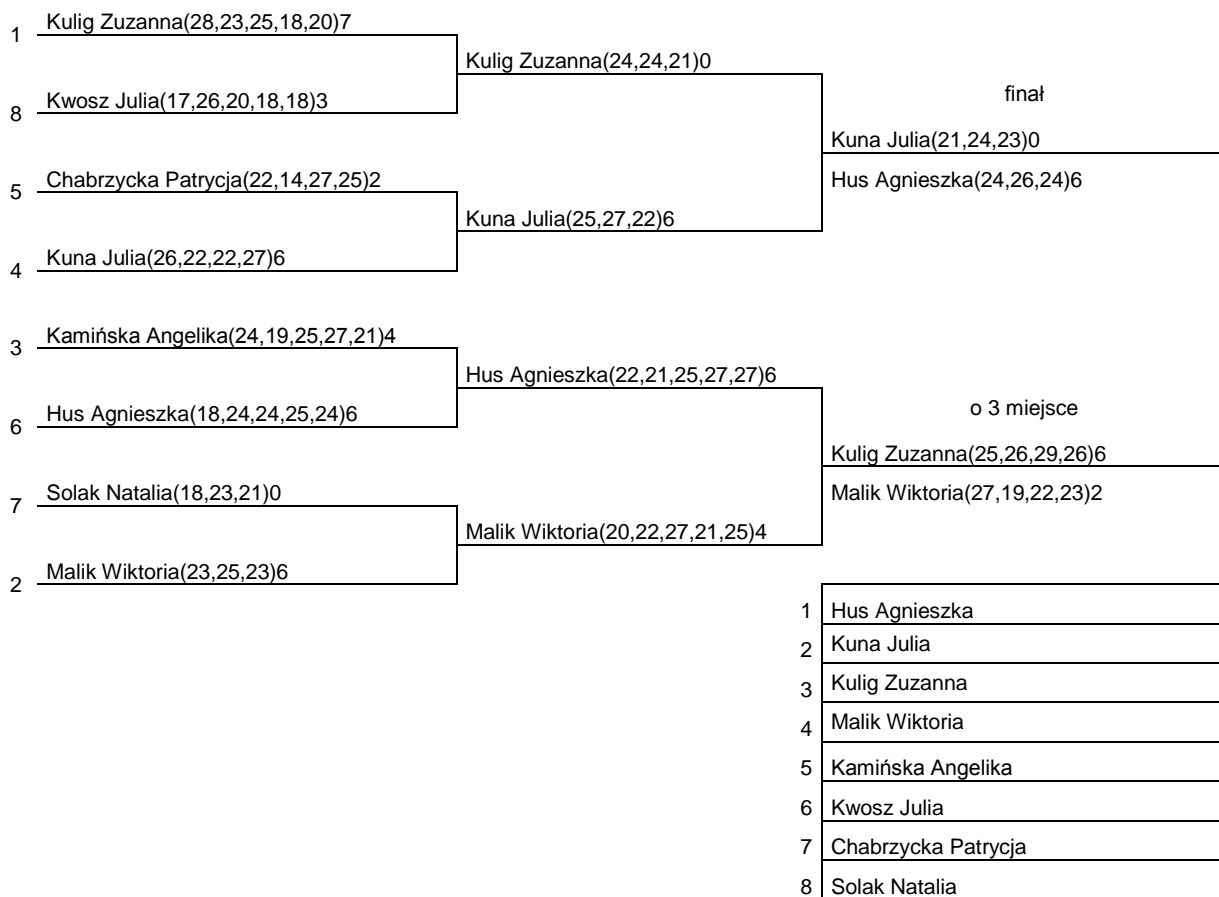 1 Kulig Zuzanna(28,23,25,18,20)7
Kulig Zuzanna(24,24,21)0
8 Kwosz Julia(17,26,20,18,18)3
finał
Kuna Julia(21,24,23)0
5 Chabrzycka Patrycja(22,14,27,25)2
Hus Agnieszka(24,26,24)6
Kuna Julia(25,27,22)6
4 Kuna Julia(26,22,22,27)6
3 Kamińska Angelika(24,19,25,27,21)4
Hus Agnieszka(22,21,25,27,27)6
6 Hus Agnieszka(18,24,24,25,24)6
o 3 miejsce
Kulig Zuzanna(25,26,29,26)6
7 Solak Natalia(18,23,21)0
Malik Wiktoria(27,19,22,23)2
Malik Wiktoria(20,22,27,21,25)4
2 Malik Wiktoria(23,25,23)6
1 Hus Agnieszka
2 Kuna Julia
3 Kulig Zuzanna
4 Malik Wiktoria
5 Kamińska Angelika
6 Kwosz Julia
7 Chabrzycka Patrycja
8 Solak Natalia